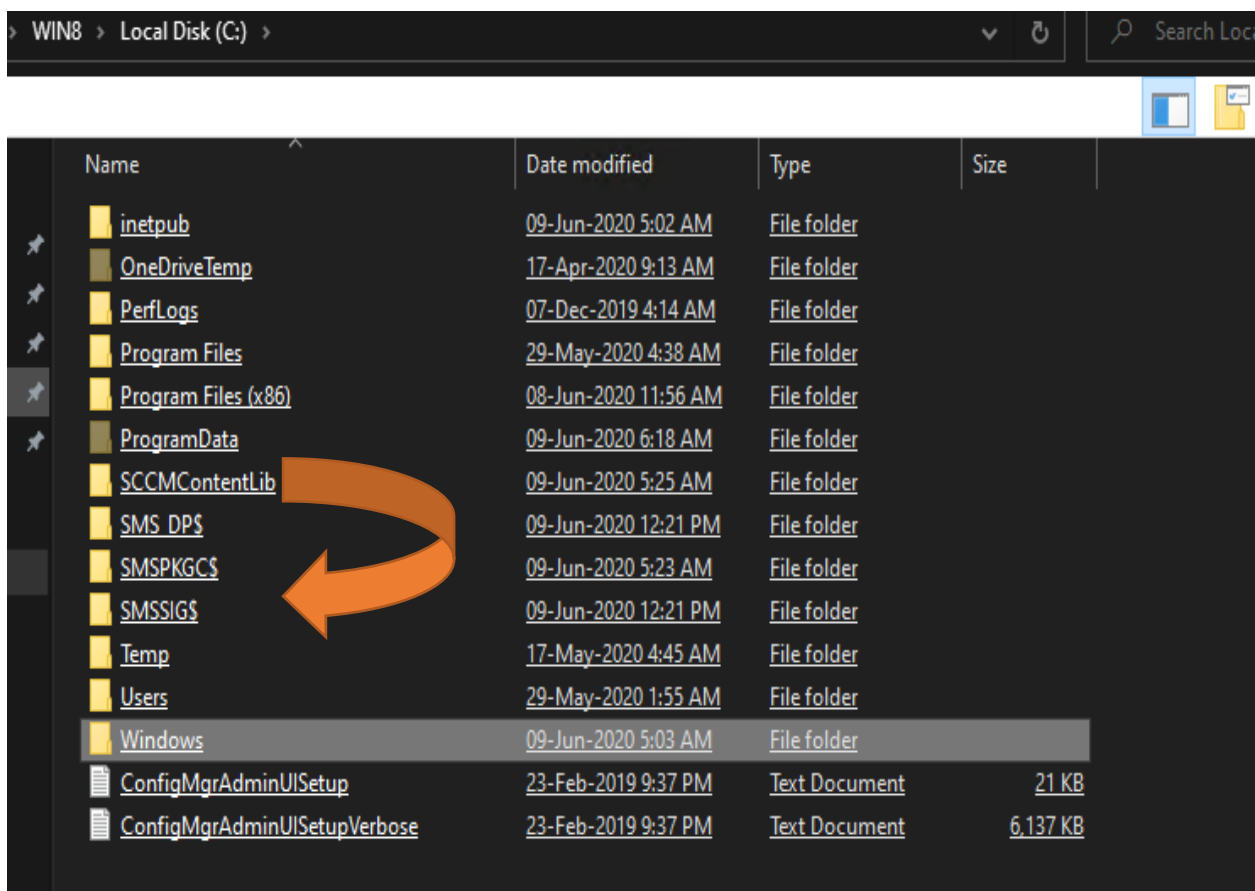 WIN8 > Local Disk (C:) > Search Loca
Name Date modified Type Size
inetpub 09-Jun-2020 5:02 AM File folder
OneDriveTemp 17-Apr-2020 9:13 AM File folder
PerfLogs 07-Dec-2019 4:14 AM File folder
Program Files 29-May-2020 4:38 AM File folder
Program Files (x86) 08-Jun-2020 11:56 AM File folder
ProgramData 09-Jun-2020 6:18 AM File folder
SCCMContentLib 09-Jun-2020 5:25 AM File folder
SMS_DP$ 09-Jun-2020 12:21 PM File folder
SMSPKGC$ 09-Jun-2020 5:23 AM File folder
SMSSIG$ 09-Jun-2020 12:21 PM File folder
Temp 17-May-2020 4:45 AM File folder
Users 29-May-2020 1:55 AM File folder
Windows 09-Jun-2020 5:03 AM File folder
ConfigMgrAdminUISetup 23-Feb-2019 9:37 PM Text Document 21 KB
ConfigMgrAdminUISetupVerbose 23-Feb-2019 9:37 PM Text Document 6,137 KB